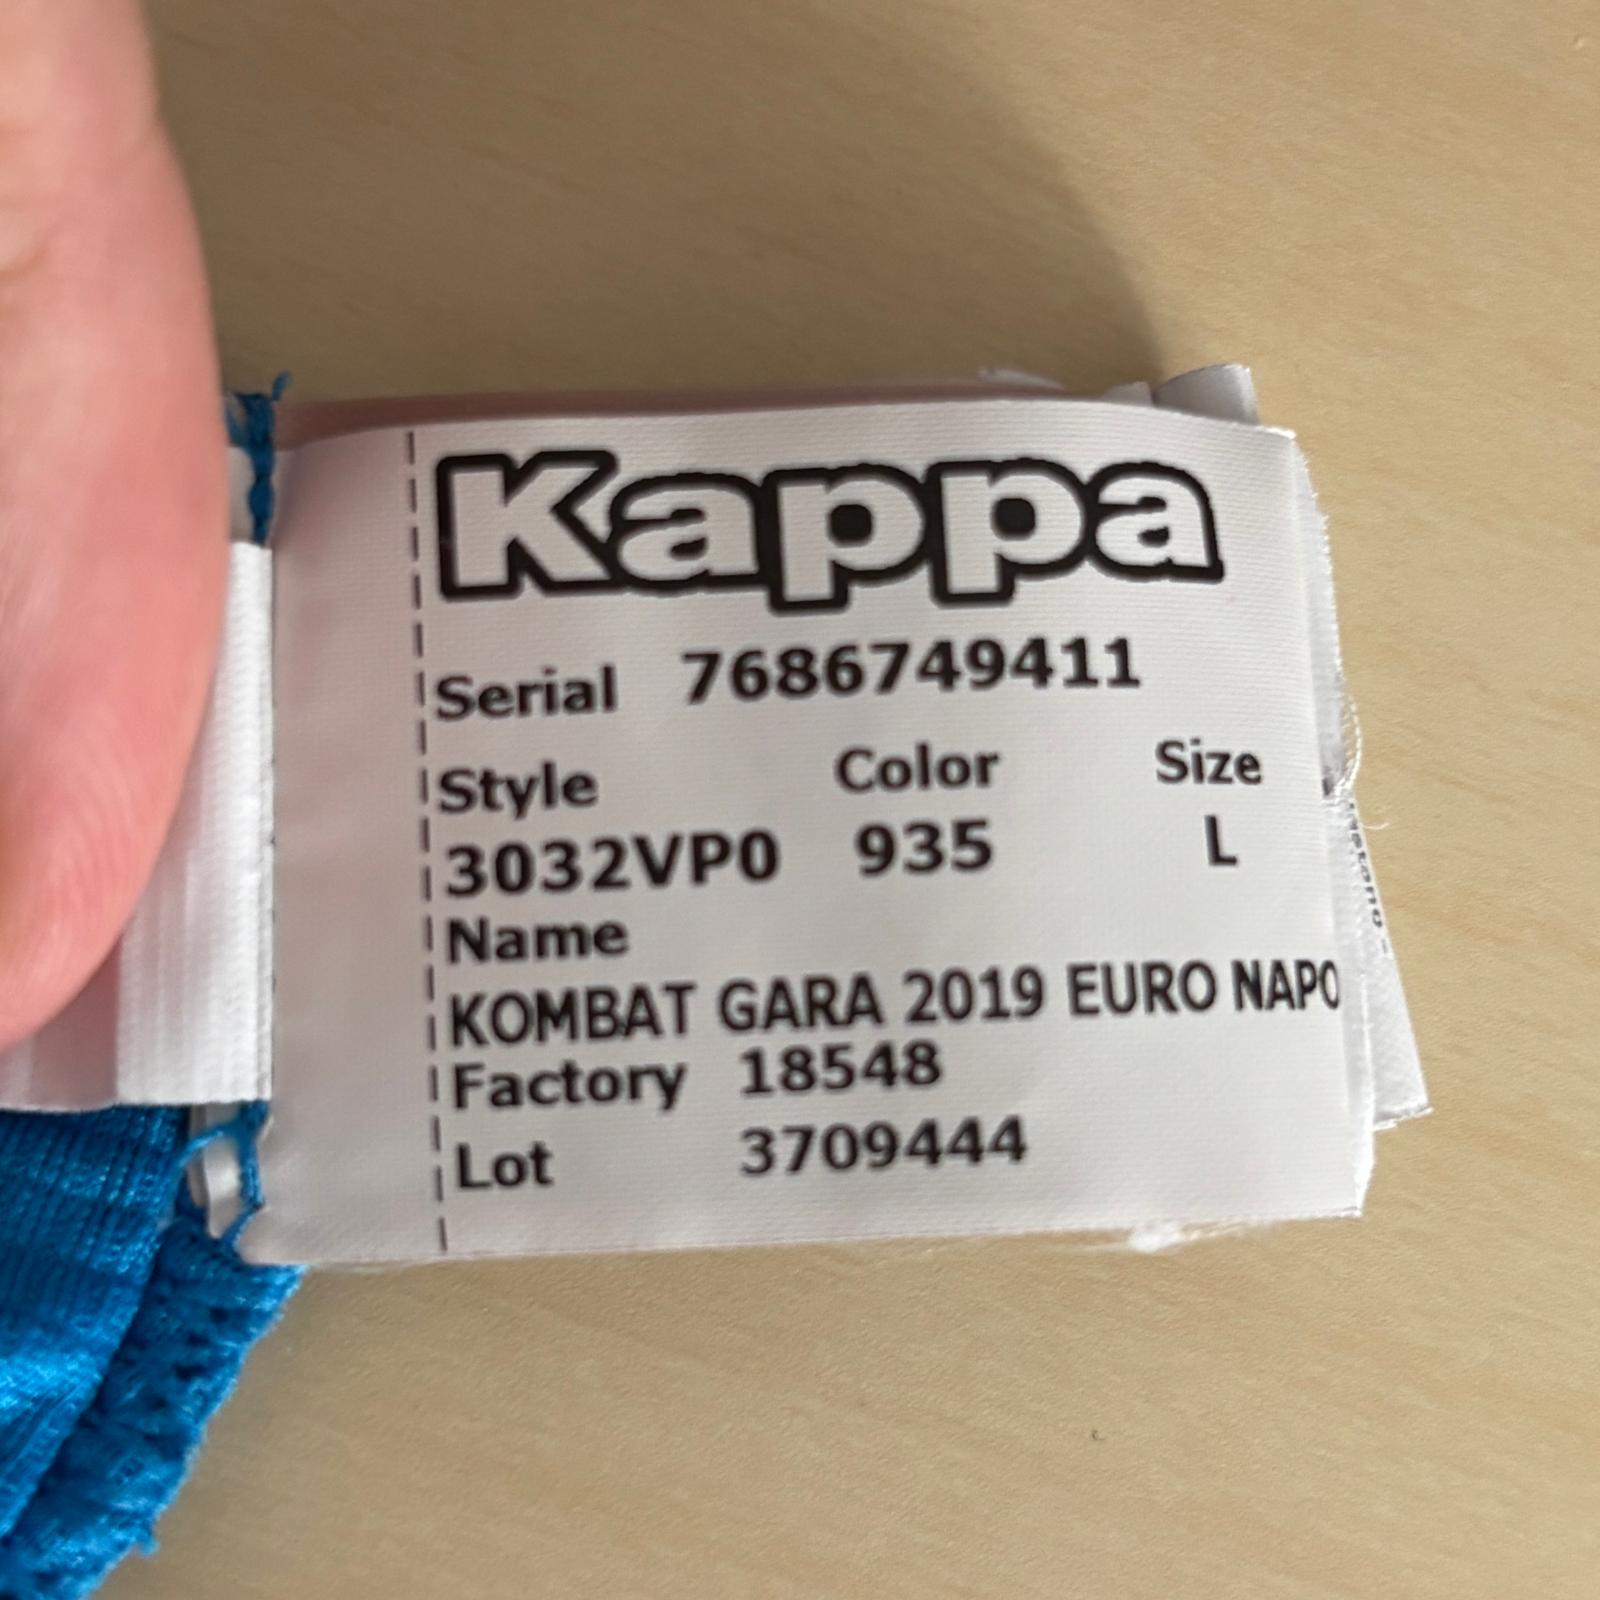 Kappa
Serial 7686749411
Style Color Size
3032VP0 935 L
Name
KOMBAT GARA 2019 EURO NAPO
Factory 18548
Lot 3709444